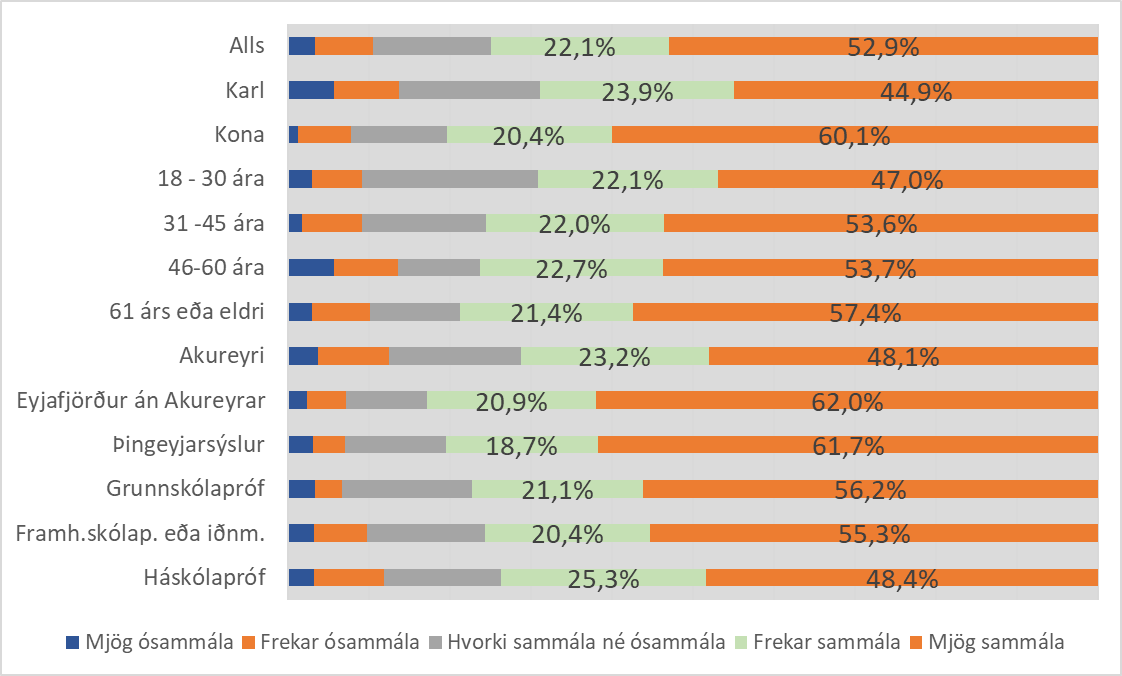 Alls 22,1% 52,9%
Karl 23,9% 44,9%
Kona 20,4% 60,1%
18 - 30 ára 22,1% 47,0%
31 -45 ára 22,0% 53,6%
46-60 ára 22,7% 53,7%
61 árs eða eldri 21,4% 57,4%
Akureyri 23,2% 48,1%
Eyjafjörður án Akureyrar 20,9% 62,0%
Þingeyjarsýslur 18,7% 61,7%
Grunnskólapróf 21,1% 56,2%
Framh.skólap. eða iðnm. 20,4% 55,3%
Háskólapróf 25,3% 48,4%
Mjög ósammála Frekar ósammála Hvorki sammála né ósammála Frekar sammála Mjög sammála